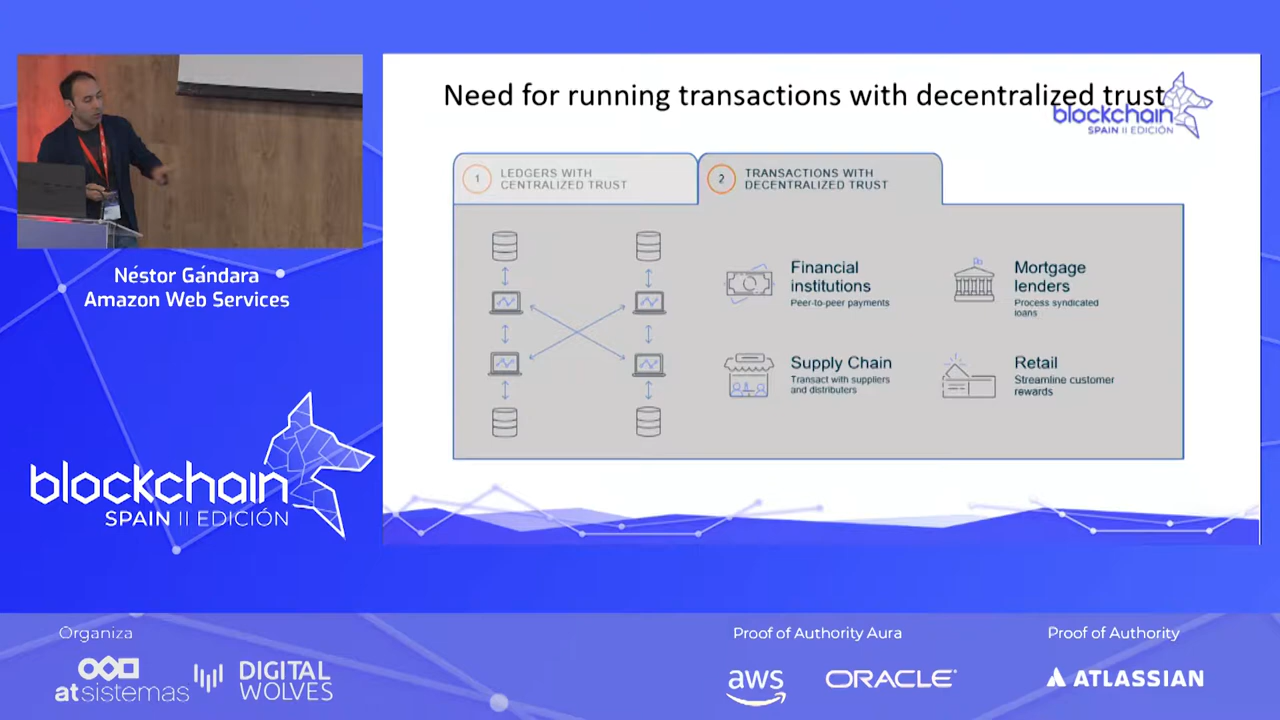 Need for running transactions with decentralized trust
blockchain
SPAIN II EDICIÓN
1
LEDGERS WITH
CENTRALIZED TRUST
2
TRANSACTIONS WITH
DECENTRALIZED TRUST
Financial
institutions
Peer-to-peer payments
Mortgage
lenders
Process syndicated
loans
Supply Chain
Transact with suppliers
and distributers
Retail
Streamline customer
rewards
Néstor Gándara
Amazon Web Services
blockchain
SPAIN II EDICIÓN
Organiza
atsistemas
DIGITAL
WOLVES
Proof of Authority Aura
aws
ORACLE
Proof of Authority
ATLASSIAN